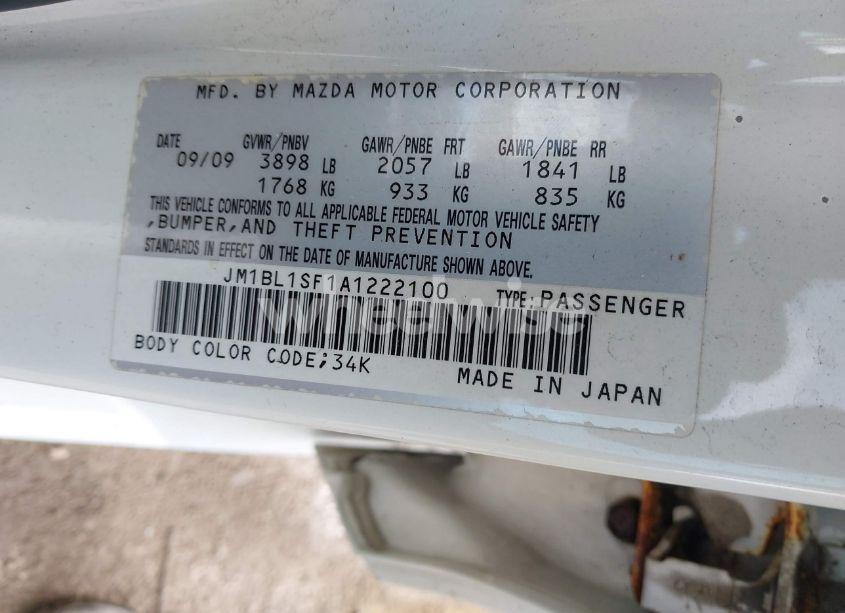 MFD. BY MAZDA MOTOR CORPORATION
DATE GVWR/PNBV GAWR/PNBE FRT GAWR/PNBE RR
09/09 3898 LB 2057 LB 1841 LB
1768 KG 933 KG 835 KG
THIS VEHICLE CONFORMS TO ALL APPLICABLE FEDERAL MOTOR VEHICLE SAFETY
,BUMPER,AND THEFT PREVENTION
STANDARDS IN EFFECT ON THE DATE OF MANUFACTURE SHOWN ABOVE.
JM1BL1SF1A1222100 TYPE:PASSENGER
wheelwise
BODY COLOR CODE;34K
MADE IN JAPAN